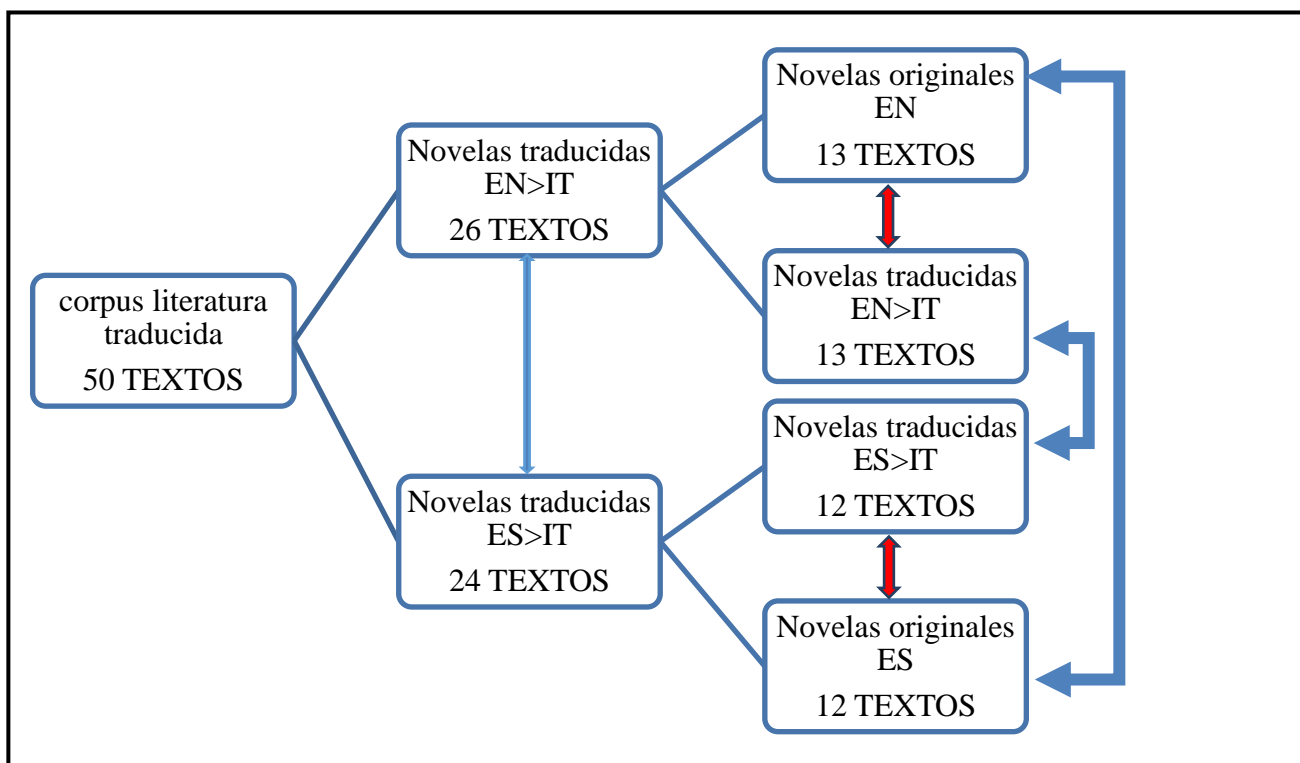 corpus literatura
traducida
50 TEXTOS
Novelas traducidas
EN>IT
26 TEXTOS
Novelas traducidas
ES>IT
24 TEXTOS
Novelas originales
EN
13 TEXTOS
Novelas traducidas
EN>IT
13 TEXTOS
Novelas traducidas
ES>IT
12 TEXTOS
Novelas originales
ES
12 TEXTOS